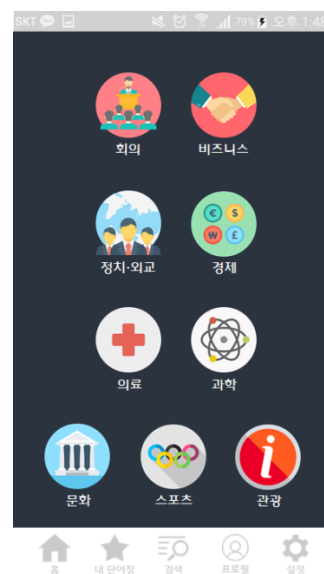 SKT 79% 오후 1:48
회의 비즈니스
€ $
₩ £
정치·외교 경제
의료 과학
i
문화 스포츠 관광
홈 내 단어장 검색 프로필 설정